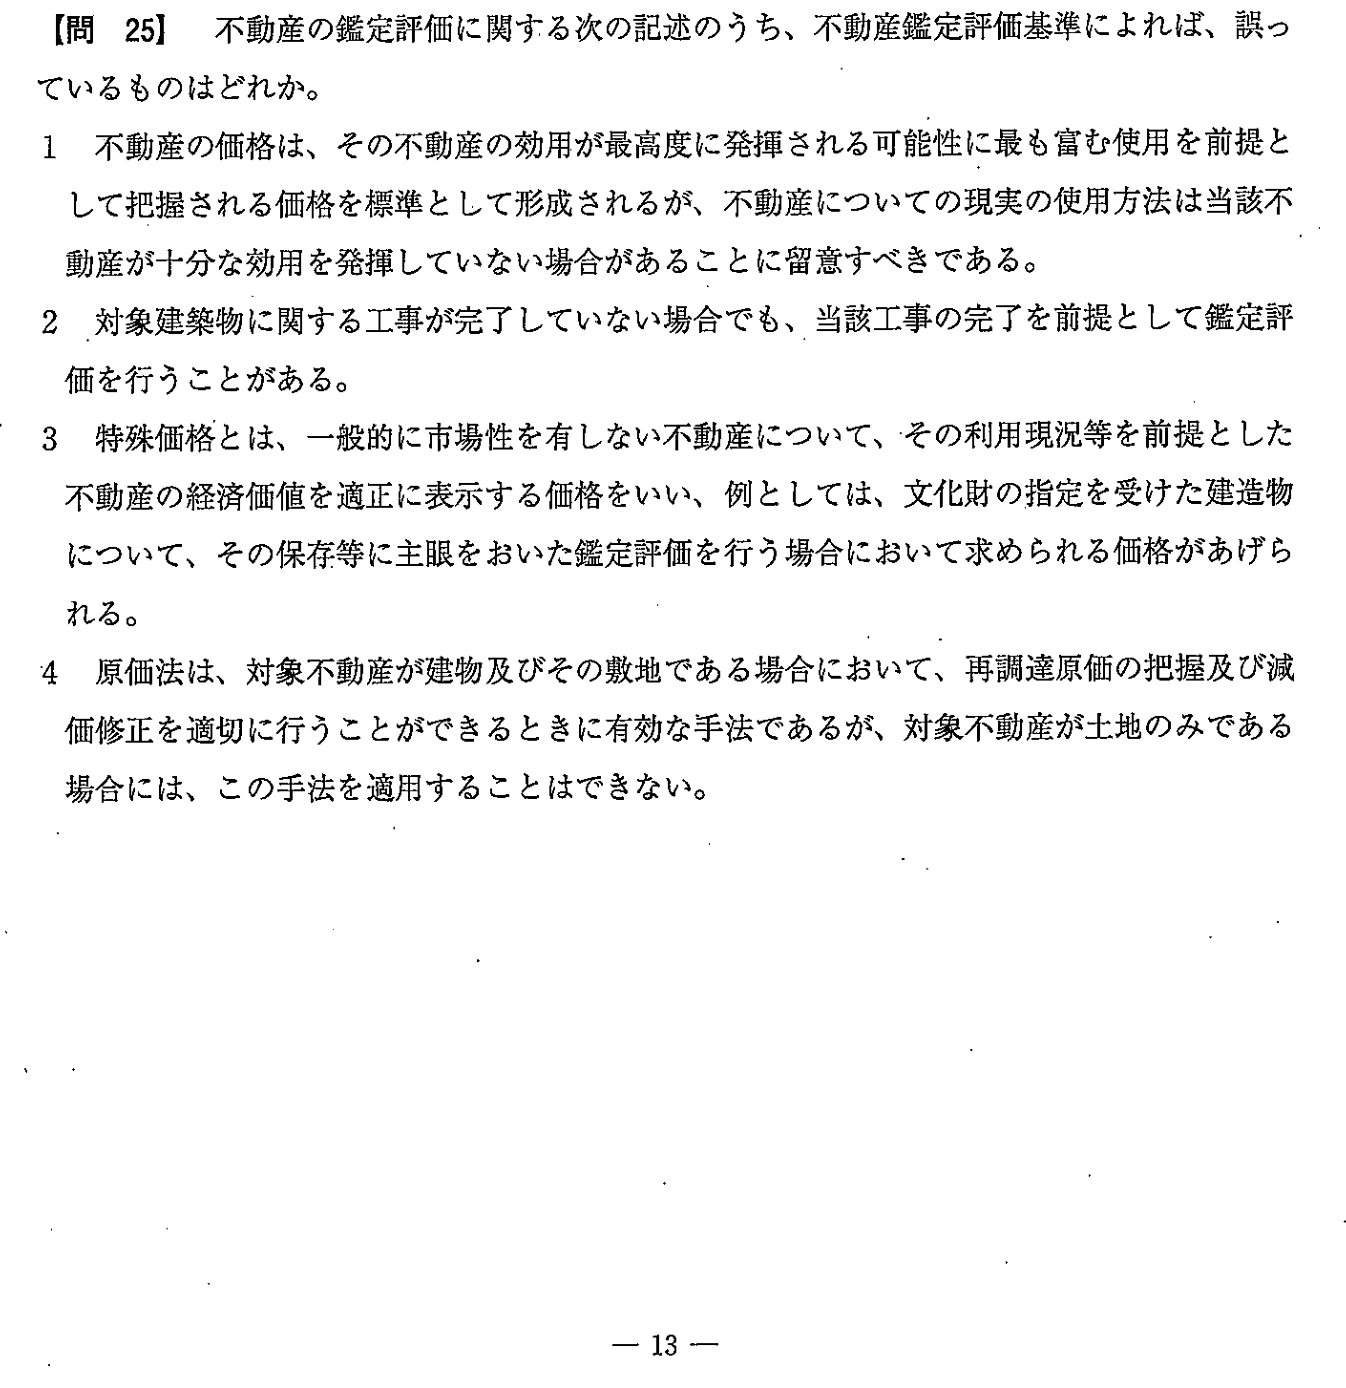 【問　25】　不動産の鑑定評価に関する次の記述のうち、不動産鑑定評価基準によれば、誤っ
ているものはどれか。
1　不動産の価格は、その不動産の効用が最高度に発揮される可能性に最も富む使用を前提と
して把握される価格を標準として形成されるが、不動産についての現実の使用方法は当該不
動産が十分な効用を発揮していない場合があることに留意すべきである。
2　対象建築物に関する工事が完了していない場合でも、当該工事の完了を前提として鑑定評
価を行うことがある。
3　特殊価格とは、一般的に市場性を有しない不動産について、その利用現況等を前提とした
不動産の経済価値を適正に表示する価格をいい、例としては、文化財の指定を受けた建造物
について、その保存等に主眼をおいた鑑定評価を行う場合において求められる価格があげら
れる。
4　原価法は、対象不動産が建物及びその敷地である場合において、再調達原価の把握及び減
価修正を適切に行うことができるときに有効な手法であるが、対象不動産が土地のみである
場合には、この手法を適用することはできない。
― 13 ―